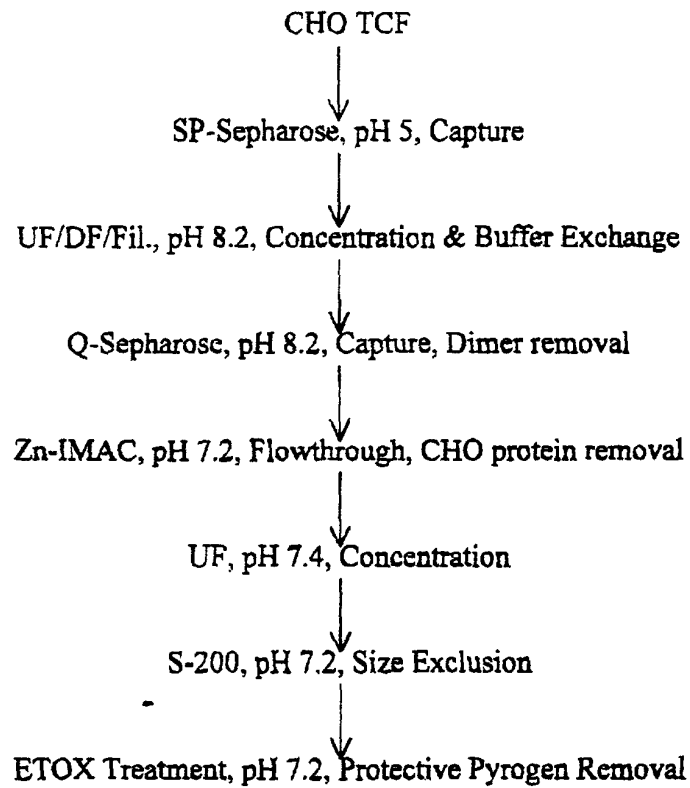 CHO TCF
SP-Sepharose, pH 5, Capture
UF/DF/Fil., pH 8.2, Concentration & Buffer Exchange
Q-Sepharose, pH 8.2, Capture, Dimer removal
Zn-IMAC, pH 7.2, Flowthrough, CHO protein removal
UF, pH 7.4, Concentration
S-200, pH 7.2, Size Exclusion
ETOX Treatment, pH 7.2, Protective Pyrogen Removal